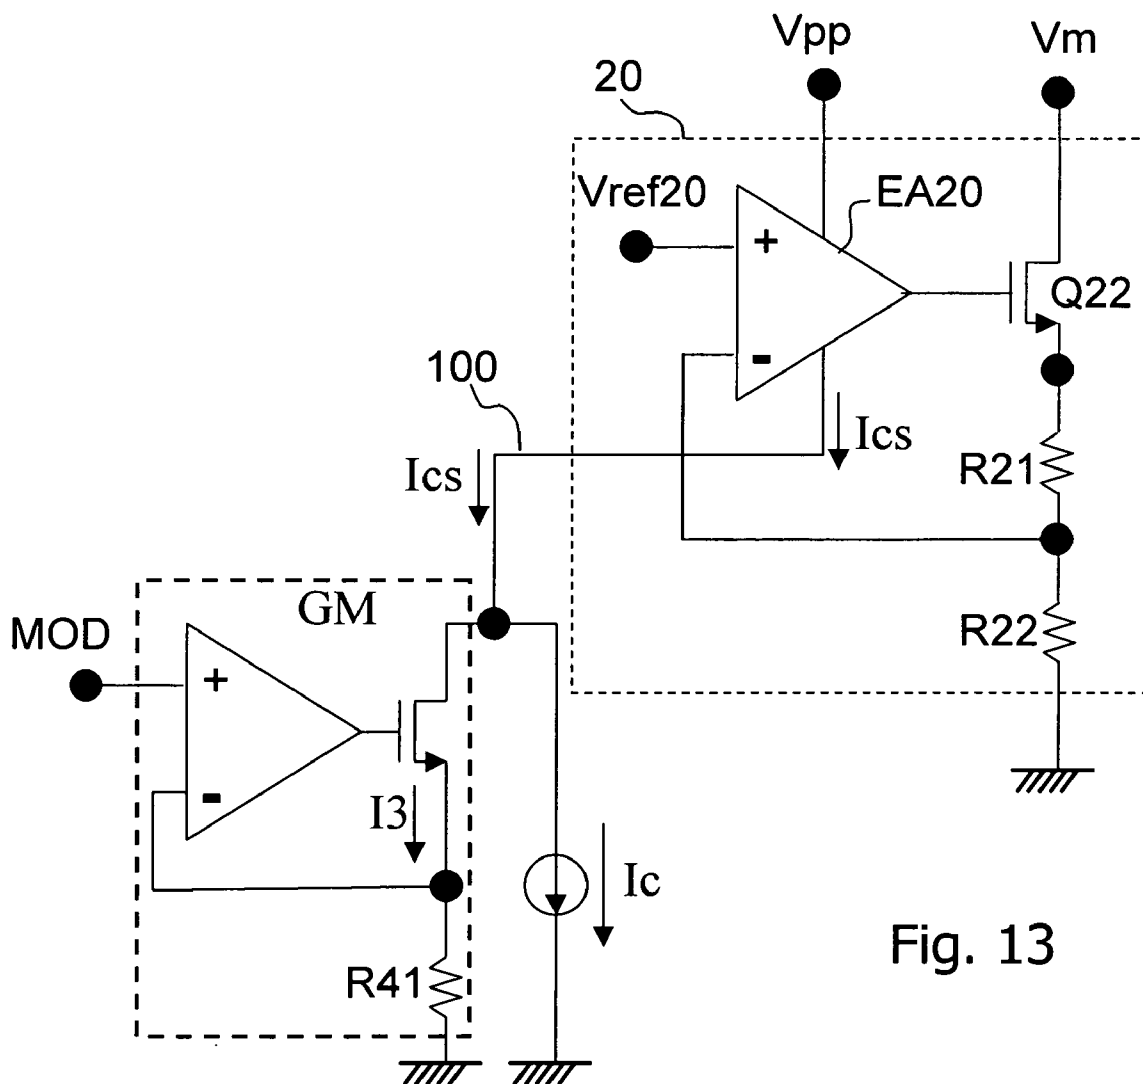 Vpp
Vm
20
Vref20
EA20
+
-
Q22
100
Ics
Ics
R21
R22
GM
MOD
+
-
I3
Ic
R41
Fig. 13